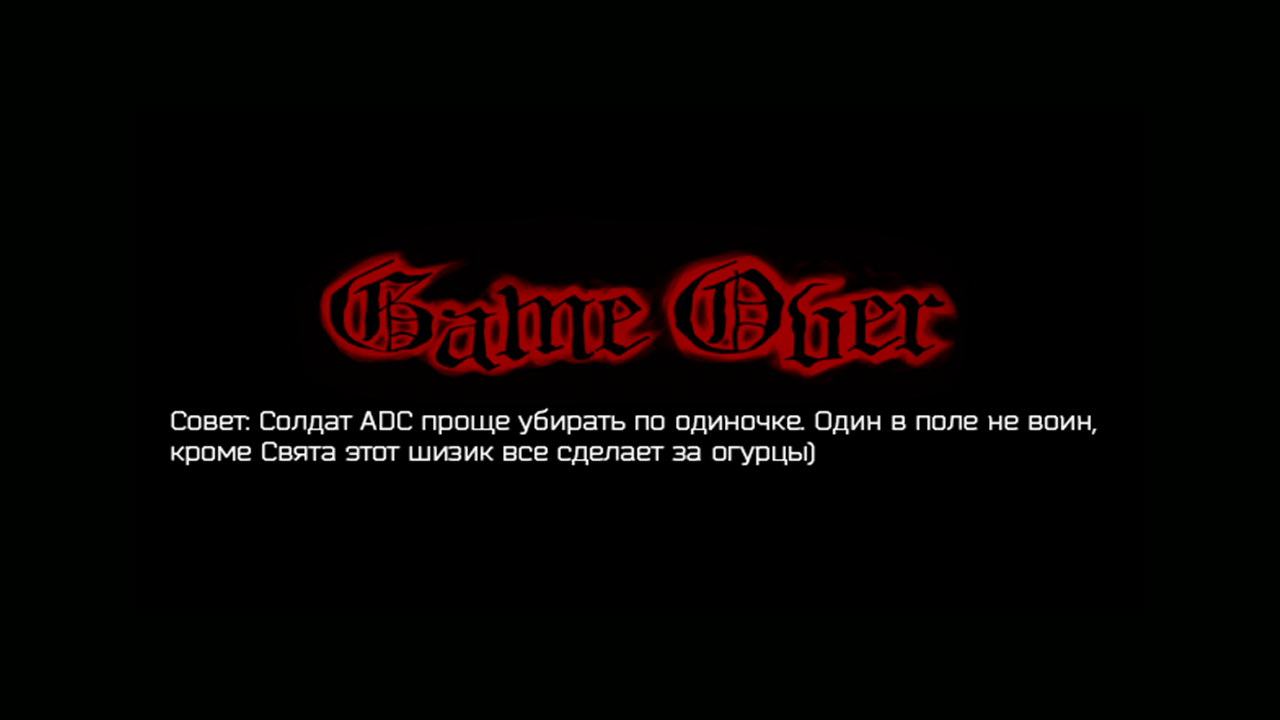 Game Over
Совет: Солдат ADC проще убирать по одиночке. Один в поле не воин,
кроме Свята этот шизик все сделает за огурцы)